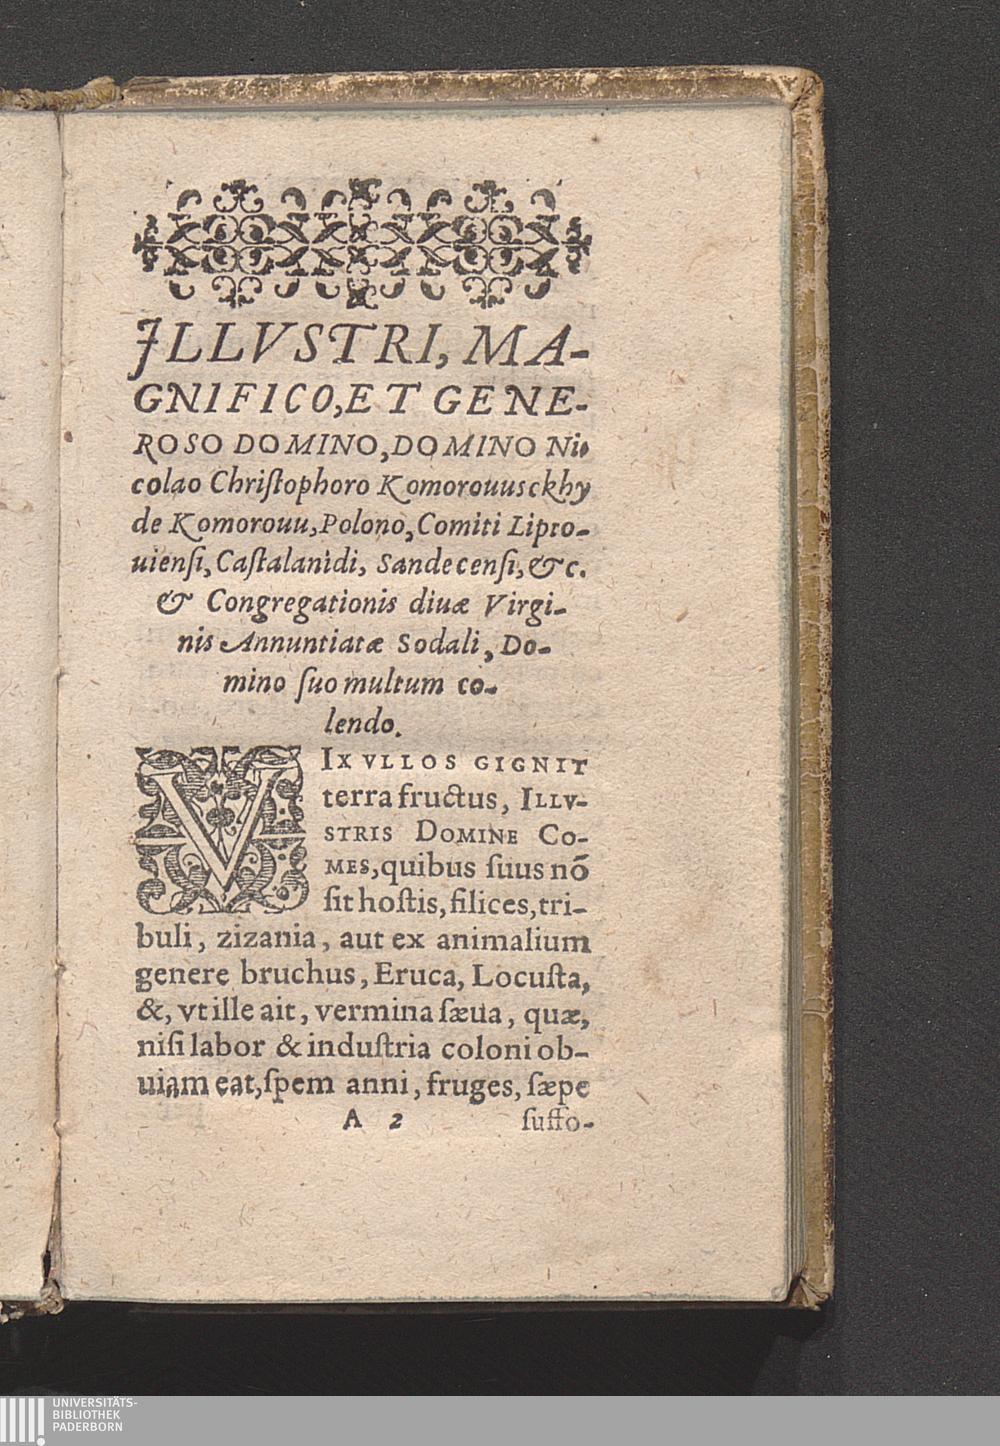 ILLVSTRI, MA-
GNIFICO, ET GENE-
ROSO DOMINO, DOMINO Ni-
colao Chriſtophoro Komorouusckhy
de Komorouu, Polono, Comiti Lipto-
uienſi, Caſtalanidi, Sandecenſi, &c.
& Congregationis diuæ Virgi-
nis Annuntiatæ Sodali, Do-
mino ſuo multum co-
lendo.
VIX VLLOS GIGNIT
terra fructus, ILLV-
STRIS DOMINE CO-
MES, quibus ſuus nō
ſit hoſtis, filices, tri-
buli, zizania, aut ex animalium
genere bruchus, Eruca, Locuſta,
&, vt ille ait, vermina ſæua, quæ,
niſi labor & induſtria coloni ob-
uiam eat, ſpem anni, fruges, ſæpe
A 2 ſuffo-
UNIVERSITÄTS-
BIBLIOTHEK
PADERBORN